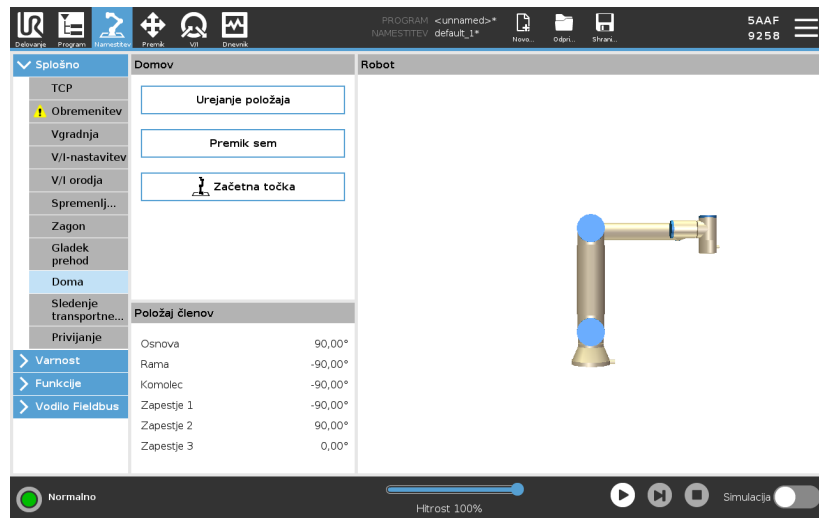 UR
PROGRAM <unnamed>*
NAMESTITEV default_1*
5AAF
9258
Delovanje Program Namestitev Premik V/I Dnevnik Novo... Odpri... Shrani...
Splošno
TCP
Obremenitev
Vgradnja
V/I-nastavitev
V/I orodja
Spremenlj...
Zagon
Gladek
prehod
Doma
Sledenje
transportne...
Privijanje
Varnost
Funkcije
Vodilo Fieldbus
Domov
Urejanje položaja
Premik sem
Začetna točka
Položaj členov
Osnova 90,00°
Rama -90,00°
Komolec -90,00°
Zapestje 1 -90,00°
Zapestje 2 90,00°
Zapestje 3 0,00°
Robot
Normalno
Hitrost 100%
Simulacija